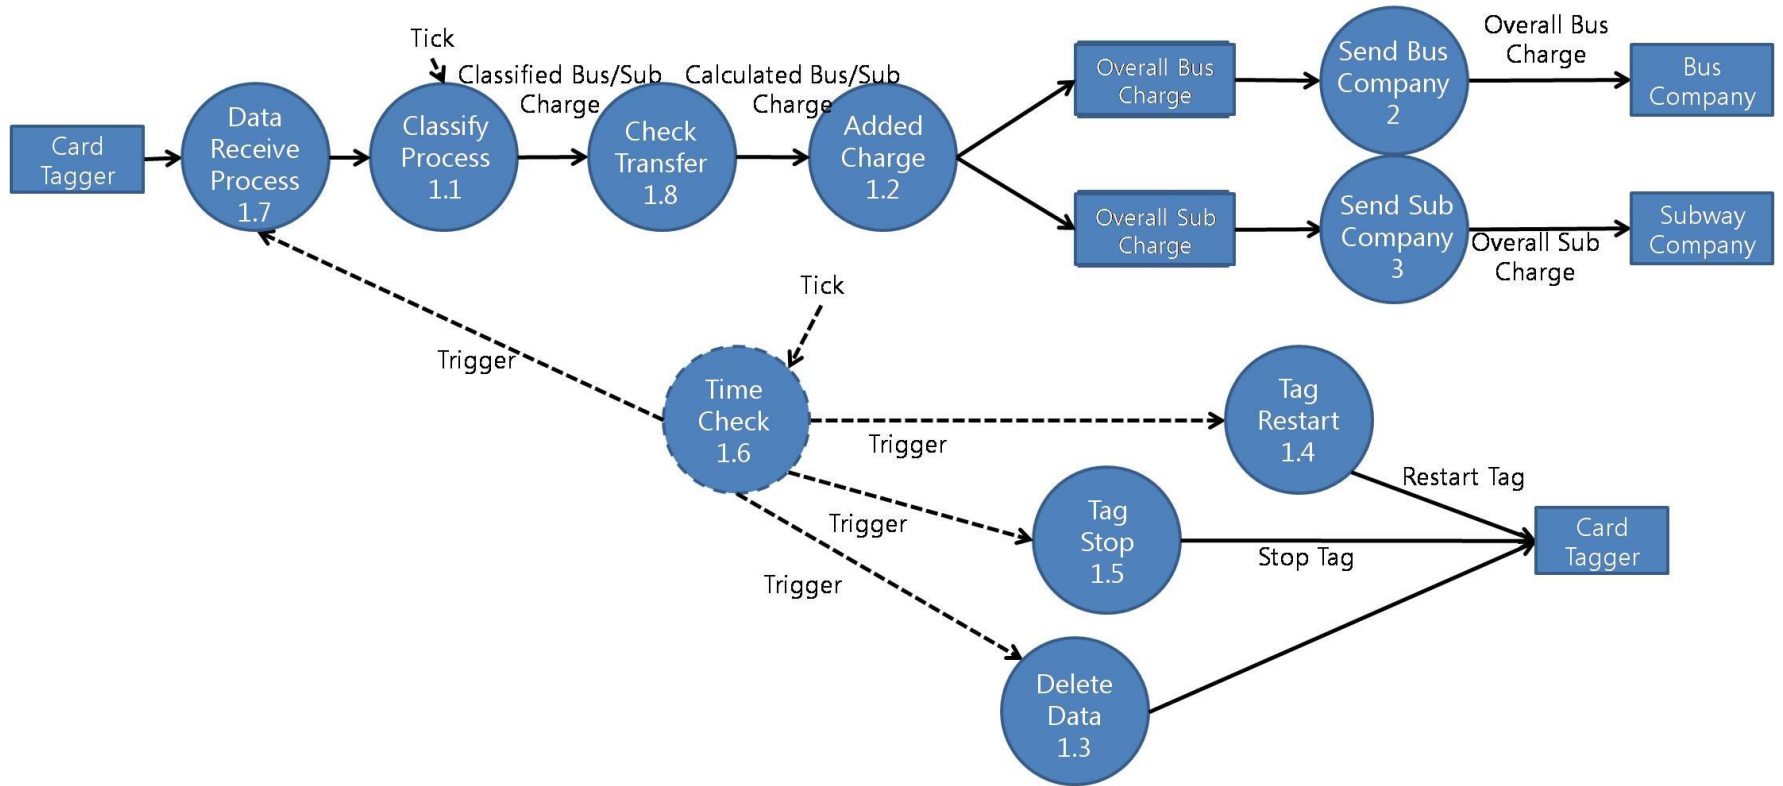 Card
Tagger
Data
Receive
Process
1.7
Tick
Classify
Process
1.1
Classified Bus/Sub
Charge
Check
Transfer
1.8
Calculated Bus/Sub
Charge
Added
Charge
1.2
Overall Bus
Charge
Send Bus
Company
2
Overall Bus
Charge
Bus
Company
Overall Sub
Charge
Send Sub
Company
3
Overall Sub
Charge
Subway
Company
Tick
Trigger
Time
Check
1.6
Trigger
Tag
Restart
1.4
Restart Tag
Trigger
Tag
Stop
1.5
Stop Tag
Card
Tagger
Trigger
Delete
Data
1.3